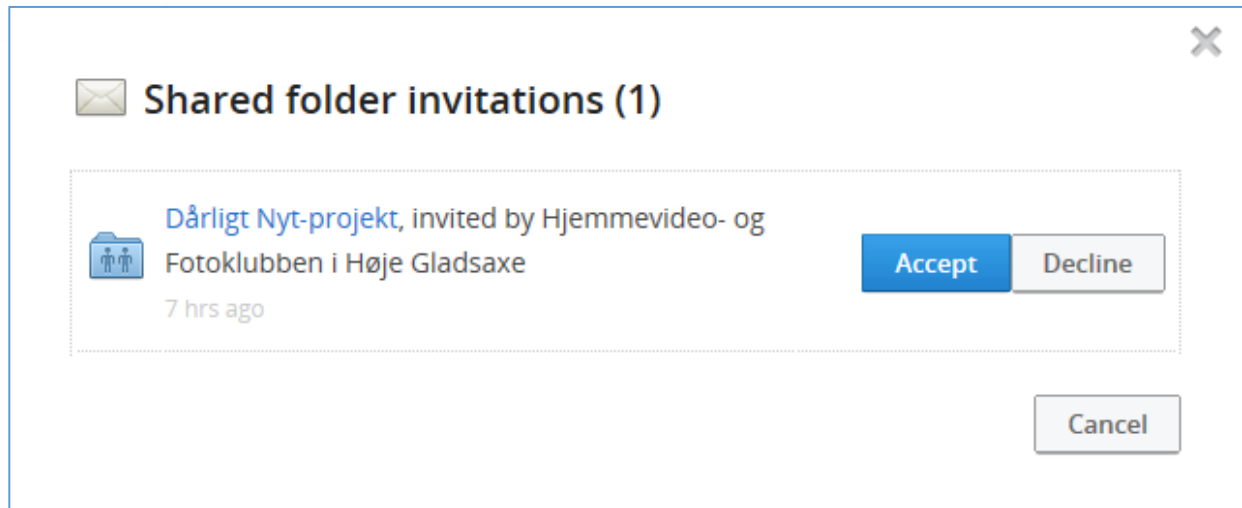 Shared folder invitations (1)
Dårligt Nyt-projekt, invited by Hjemmevideo- og
Fotoklubben i Høje Gladsaxe
7 hrs ago
Accept
Decline
Cancel